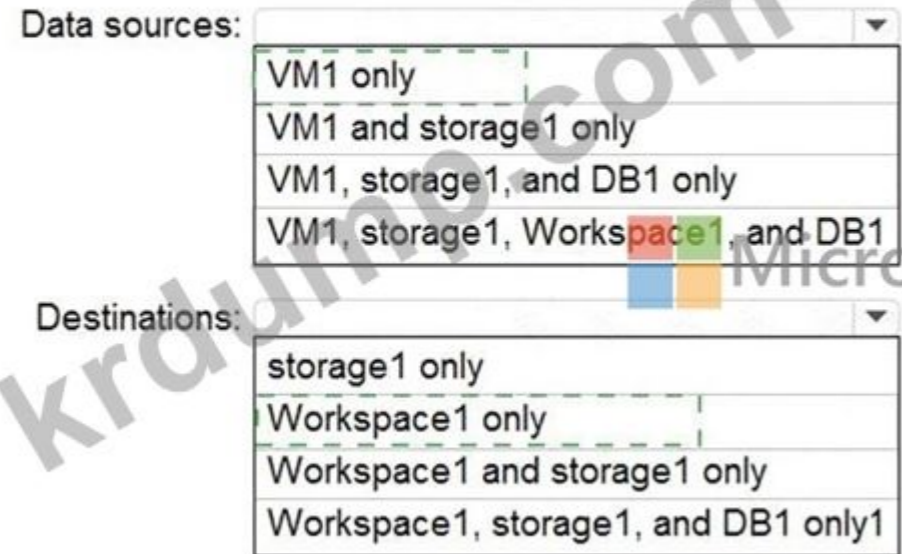 Data sources:
VM1 only
VM1 and storage1 only
VM1, storage1, and DB1 only
VM1, storage1, Workspace1, and DB1
Micro
Destinations:
storage1 only
Workspace1 only
Workspace1 and storage1 only
Workspace1, storage1, and DB1 only1
krdump.com